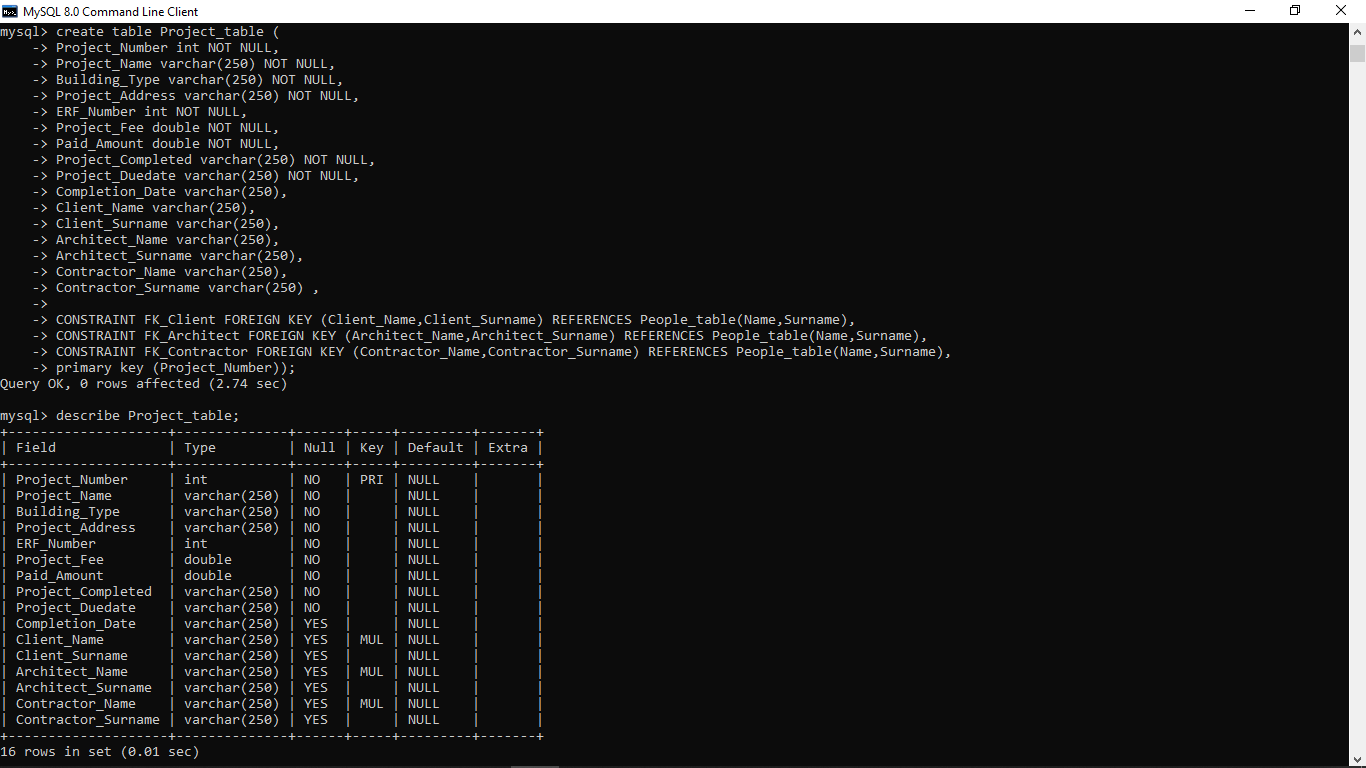 MySQL 8.0 Command Line Client
mysql> create table Project_table (
    -> Project_Number int NOT NULL,
    -> Project_Name varchar(250) NOT NULL,
    -> Building_Type varchar(250) NOT NULL,
    -> Project_Address varchar(250) NOT NULL,
    -> ERF_Number int NOT NULL,
    -> Project_Fee double NOT NULL,
    -> Paid_Amount double NOT NULL,
    -> Project_Completed varchar(250) NOT NULL,
    -> Project_Duedate varchar(250) NOT NULL,
    -> Completion_Date varchar(250),
    -> Client_Name varchar(250),
    -> Client_Surname varchar(250),
    -> Architect_Name varchar(250),
    -> Architect_Surname varchar(250),
    -> Contractor_Name varchar(250),
    -> Contractor_Surname varchar(250) ,
    ->
    -> CONSTRAINT FK_Client FOREIGN KEY (Client_Name,Client_Surname) REFERENCES People_table(Name,Surname),
    -> CONSTRAINT FK_Architect FOREIGN KEY (Architect_Name,Architect_Surname) REFERENCES People_table(Name,Surname),
    -> CONSTRAINT FK_Contractor FOREIGN KEY (Contractor_Name,Contractor_Surname) REFERENCES People_table(Name,Surname),
    -> primary key (Project_Number));
Query OK, 0 rows affected (2.74 sec)

mysql> describe Project_table;
+--------------------+--------------+------+-----+---------+-------+
| Field              | Type         | Null | Key | Default | Extra |
+--------------------+--------------+------+-----+---------+-------+
| Project_Number     | int          | NO   | PRI | NULL    |       |
| Project_Name       | varchar(250) | NO   |     | NULL    |       |
| Building_Type      | varchar(250) | NO   |     | NULL    |       |
| Project_Address    | varchar(250) | NO   |     | NULL    |       |
| ERF_Number         | int          | NO   |     | NULL    |       |
| Project_Fee        | double       | NO   |     | NULL    |       |
| Paid_Amount        | double       | NO   |     | NULL    |       |
| Project_Completed  | varchar(250) | NO   |     | NULL    |       |
| Project_Duedate    | varchar(250) | NO   |     | NULL    |       |
| Completion_Date    | varchar(250) | YES  |     | NULL    |       |
| Client_Name        | varchar(250) | YES  | MUL | NULL    |       |
| Client_Surname     | varchar(250) | YES  |     | NULL    |       |
| Architect_Name     | varchar(250) | YES  | MUL | NULL    |       |
| Architect_Surname  | varchar(250) | YES  |     | NULL    |       |
| Contractor_Name    | varchar(250) | YES  | MUL | NULL    |       |
| Contractor_Surname | varchar(250) | YES  |     | NULL    |       |
+--------------------+--------------+------+-----+---------+-------+
16 rows in set (0.01 sec)